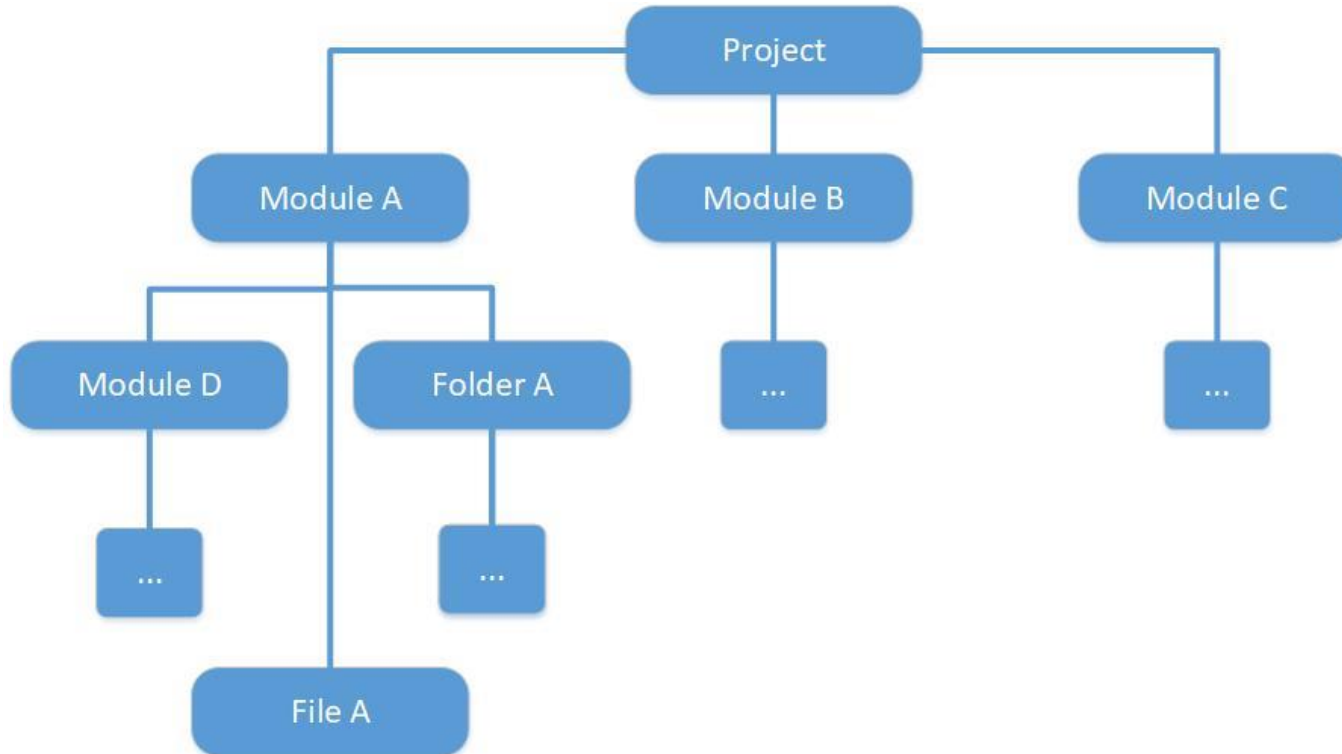 Project
Module A
Module B
Module C
Module D
Folder A
...
...
...
...
File A